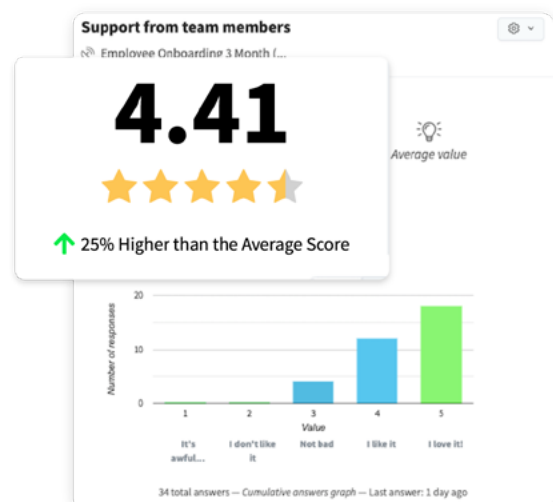 Support from team members
Employee Onboarding 3 Month (...
4.41
Average value
25% Higher than the Average Score
20
10
0
Number of responses
1 2 3 4 5
Value
It's awful... I don't like it Not bad I like it I love it!
34 total answers — Cumulative answers graph — Last answer: 1 day ago